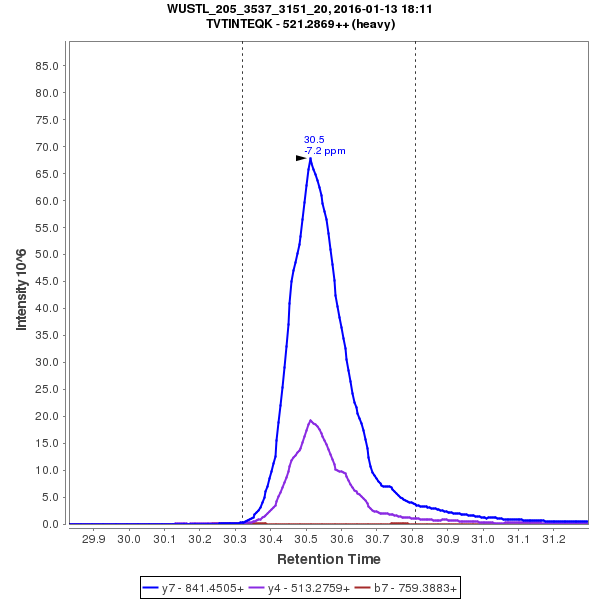 WUSTL_205_3537_3151_20, 2016-01-13 18:11
TVTINTEQK - 521.2869++ (heavy)
30.5
-7.2 ppm
85.0
80.0
75.0
70.0
65.0
60.0
55.0
50.0
45.0
40.0
35.0
30.0
25.0
20.0
15.0
10.0
5.0
0.0
Intensity 10^6
29.9 30.0 30.1 30.2 30.3 30.4 30.5 30.6 30.7 30.8 30.9 31.0 31.1 31.2
Retention Time
y7 - 841.4505+ y4 - 513.2759+ b7 - 759.3883+